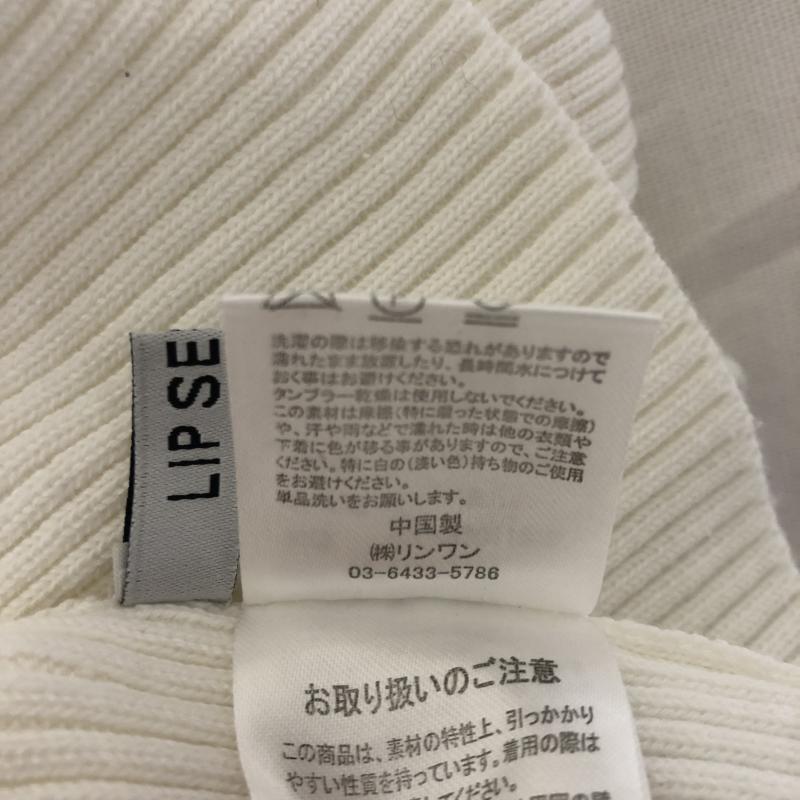 LIP SE
洗濯の際は移染する恐れがありますので
濡れたまま放置したり、長時間水につけて
おく事はお避けください。
タンブラー乾燥は使用しないでください。
この素材は摩擦(特に湿った状態での摩擦)
や、汗や雨などで濡れた時は他の衣類や
下着に色が移る事がありますので、ご注意
ください。特に白の(淡い色)持ち物のご使用
をお避けください。
単品洗いをお願いします。
中国製
㈱リンワン
03-6433-5786
お取り扱いのご注意
この商品は、素材の特性上、引っかかり
やすい性質を持っています。着用の際は
してください。